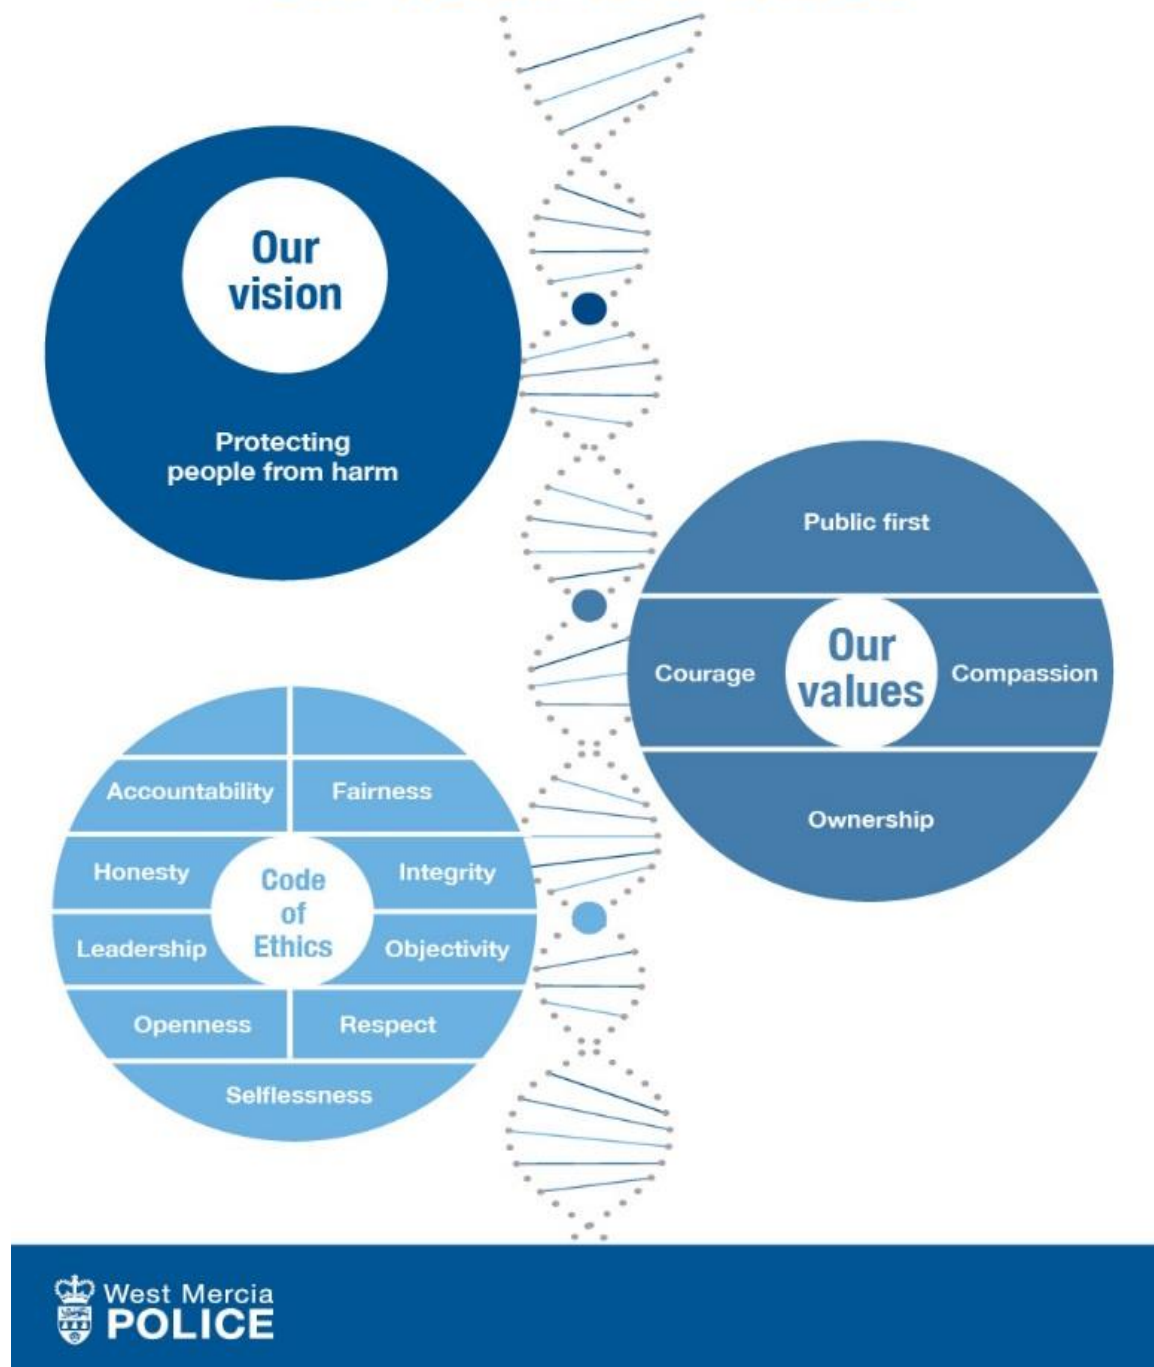 Our
vision
Protecting
people from harm
Public first
Courage
Our
values
Compassion
Ownership
Accountability
Fairness
Honesty
Code
of
Ethics
Integrity
Leadership
Objectivity
Openness
Respect
Selflessness
West Mercia
POLICE